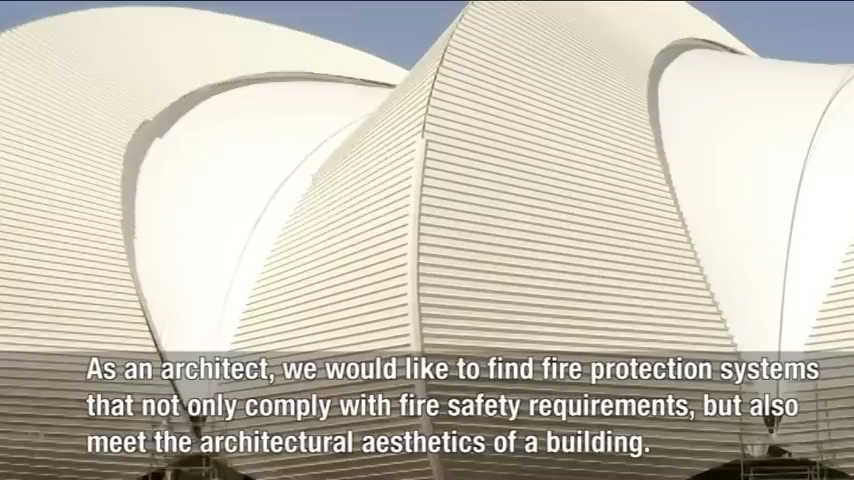 As an architect, we would like to find fire protection systems
that not only comply with fire safety requirements, but also
meet the architectural aesthetics of a building.